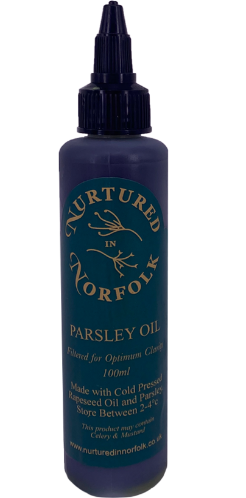 NURTURED
IN
NORFOLK
PARSLEY OIL
Filtered for Optimum Clarity
100ml
Made with Cold Pressed
Rapeseed Oil and Parsley
Store Between 2-4°c
This product may contain
Celery & Mustard
www.nurturedinnorfolk.co.uk